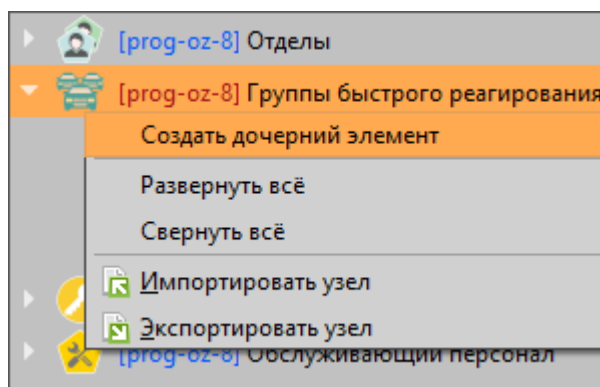 [prog-oz-8] Отделы
[prog-oz-8] Группы быстрого реагирования
Создать дочерний элемент
Развернуть всё
Свернуть всё
Импортировать узел
Экспортировать узел
[prog-oz-8] Обслуживающий персонал